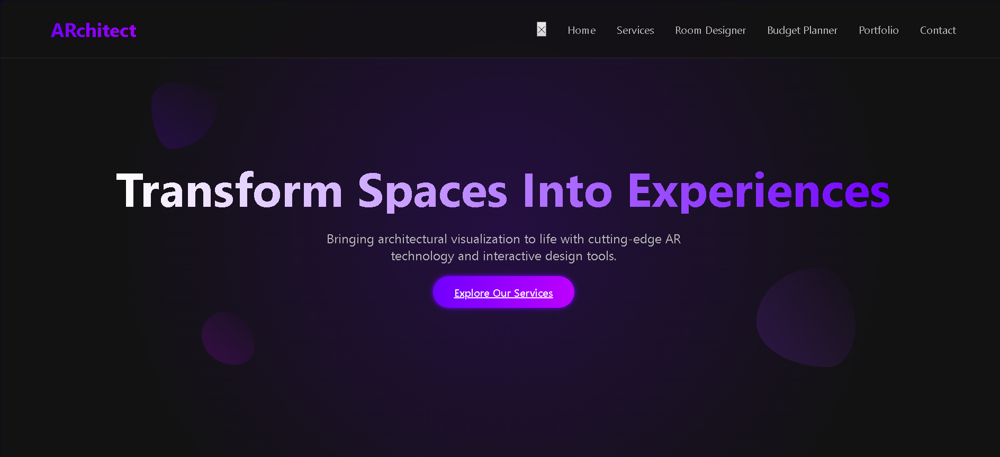 ARchitect
Home Services Room Designer Budget Planner Portfolio Contact
Transform Spaces Into Experiences
Bringing architectural visualization to life with cutting-edge AR
technology and interactive design tools.
Explore Our Services